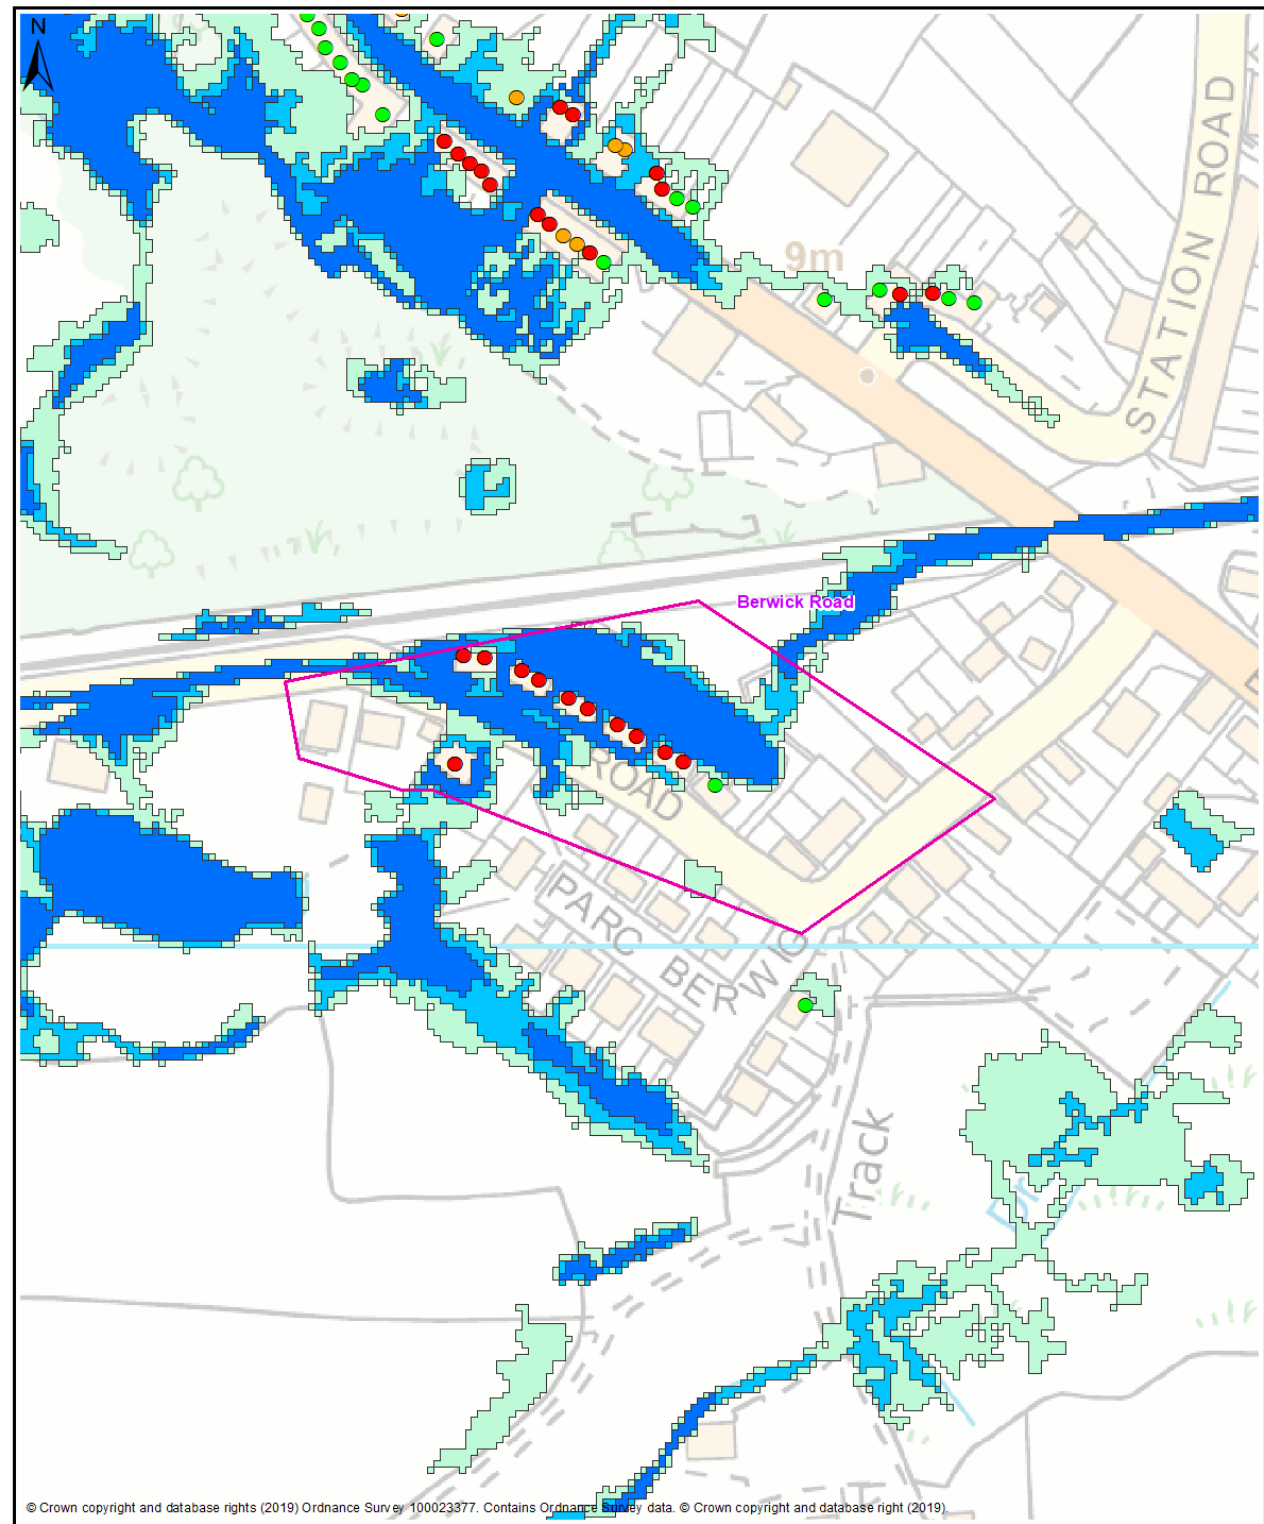 N
STATION ROAD
9m
Berwick Road
ROAD
PARC BERWIG
Track
Dr
© Crown copyright and database rights (2019) Ordnance Survey 100023377. Contains Ordnance Survey data. © Crown copyright and database right (2019).